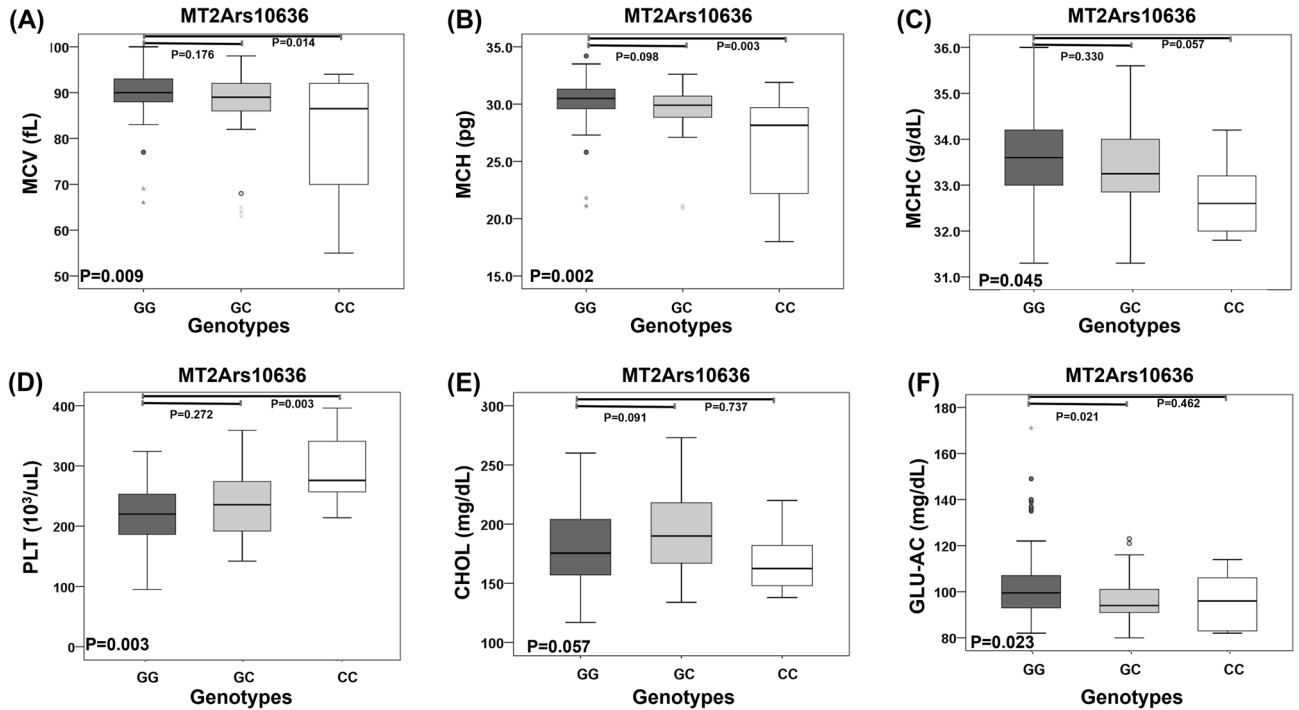 (A)
MT2Ars10636
P=0.014
P=0.176
100
90
80
70
60
50
MCV (fL)
P=0.009
GG GC CC
Genotypes
(B)
MT2Ars10636
P=0.003
P=0.098
35.0
30.0
25.0
20.0
15.0
MCH (pg)
P=0.002
GG GC CC
Genotypes
(C)
MT2Ars10636
P=0.057
P=0.330
36.0
34.0
33.0
32.0
31.0
MCHC (g/dL)
P=0.045
GG GC CC
Genotypes
(D)
MT2Ars10636
P=0.003
P=0.272
400
300
200
100
0
PLT (10³/uL)
P=0.003
GG GC CC
Genotypes
(E)
MT2Ars10636
P=0.737
P=0.091
300
250
200
150
100
CHOL (mg/dL)
P=0.057
GG GC CC
Genotypes
(F)
MT2Ars10636
P=0.462
P=0.021
180
160
140
120
100
80
GLU-AC (mg/dL)
P=0.023
GG GC CC
Genotypes